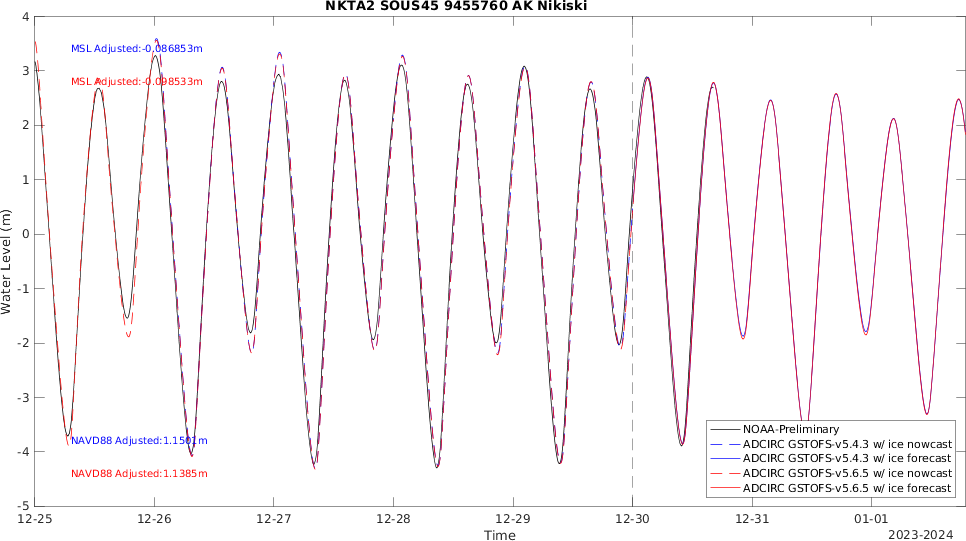 NKTA2 SOUS45 9455760 AK Nikiski
4
3
2
1
0
-1
-2
-3
-4
-5
Water Level (m)
MSL Adjusted:-0.086853m
MSL Adjusted:-0.098533m
NAVD88 Adjusted:1.1501m
NAVD88 Adjusted:1.1385m
NOAA-Preliminary
ADCIRC GSTOFS-v5.4.3 w/ ice nowcast
ADCIRC GSTOFS-v5.4.3 w/ ice forecast
ADCIRC GSTOFS-v5.6.5 w/ ice nowcast
ADCIRC GSTOFS-v5.6.5 w/ ice forecast
12-25 12-26 12-27 12-28 12-29 12-30 12-31 01-01
Time
2023-2024